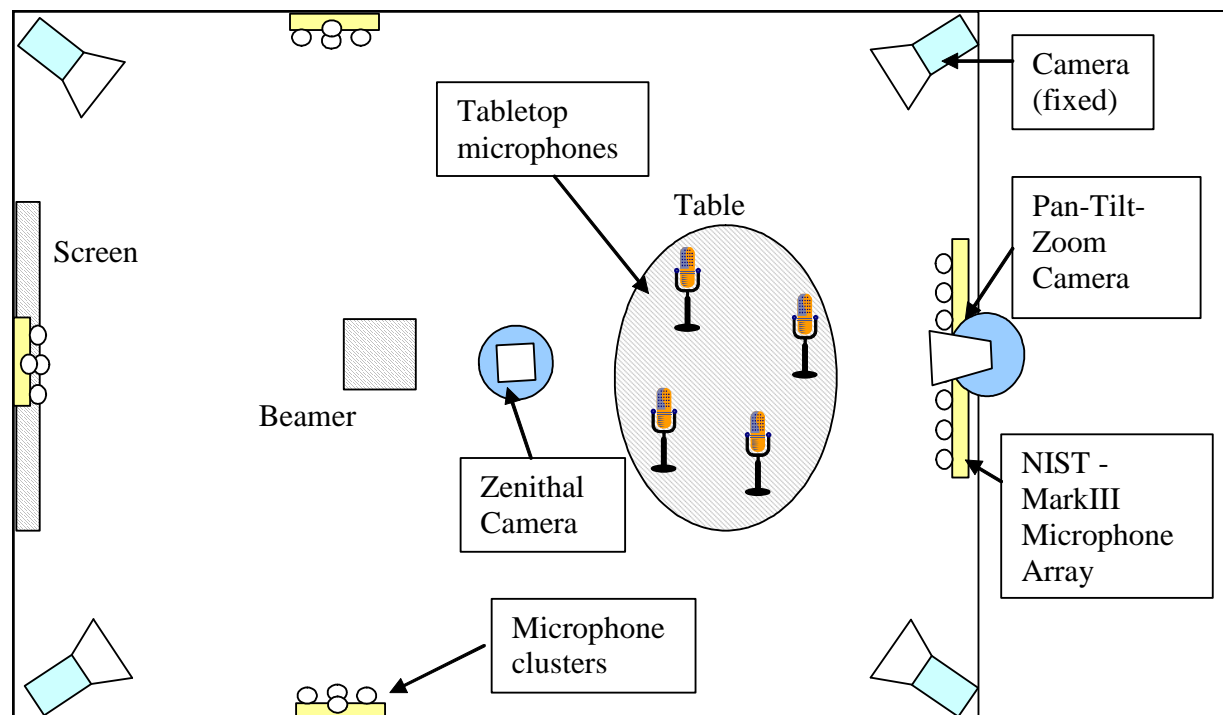 Camera
(fixed)
Tabletop
microphones
Table
Pan-Tilt-
Zoom
Camera
Screen
Beamer
Zenithal
Camera
NIST -
MarkIII
Microphone
Array
Microphone
clusters